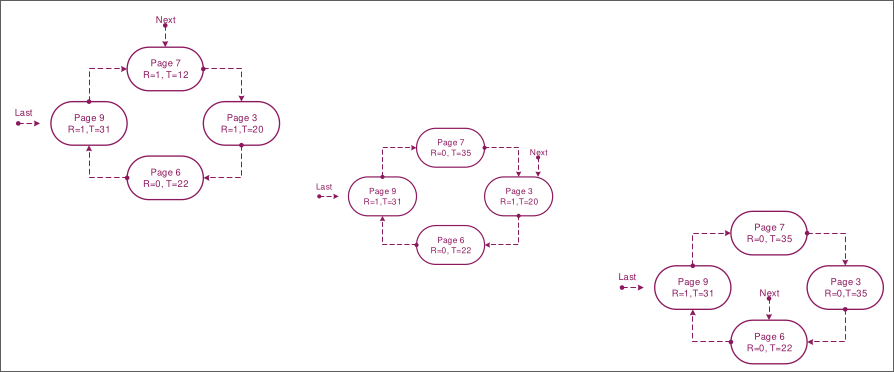 Next
Page 7
R=1, T=12
Last
Page 9
R=1,T=31
Page 3
R=1,T=20
Page 6
R=0, T=22
Page 7
R=0, T=35
Next
Last
Page 9
R=1,T=31
Page 3
R=1,T=20
Page 6
R=0, T=22
Page 7
R=0, T=35
Last
Page 9
R=1,T=31
Next
Page 3
R=0,T=35
Page 6
R=0, T=22